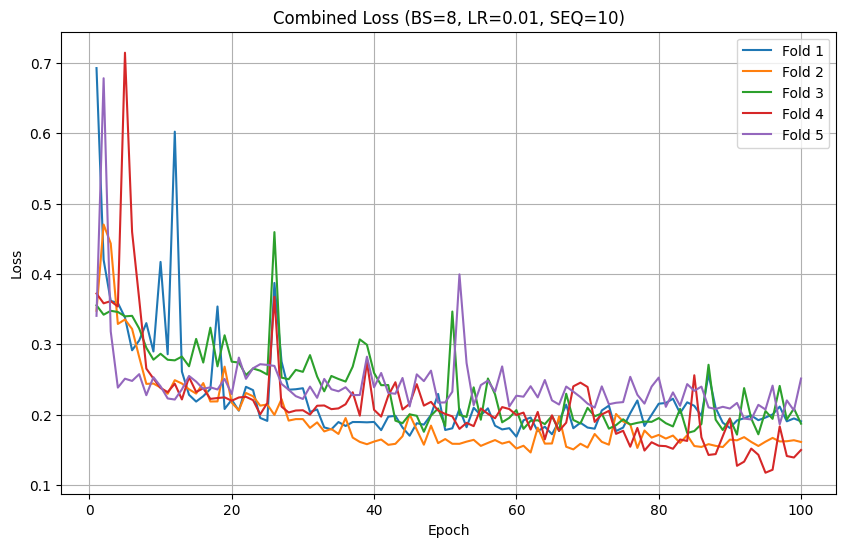 Combined Loss (BS=8, LR=0.01, SEQ=10)
Loss
0.7
0.6
0.5
0.4
0.3
0.2
0.1
Fold 1
Fold 2
Fold 3
Fold 4
Fold 5
0 20 40 60 80 100
Epoch